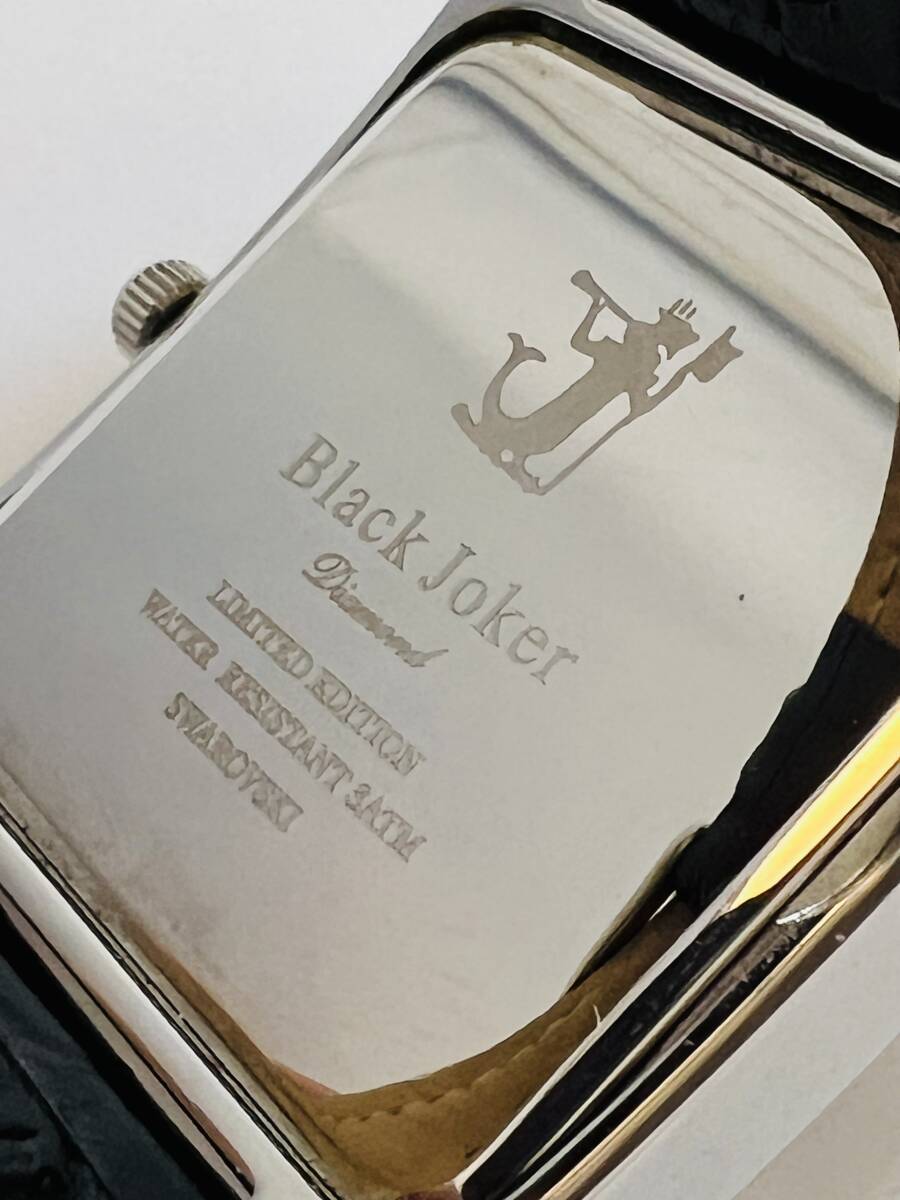 Black Joker
Diamond
LIMITED EDITION
WATER RESISTANT 3ATM
SWAROVSKI